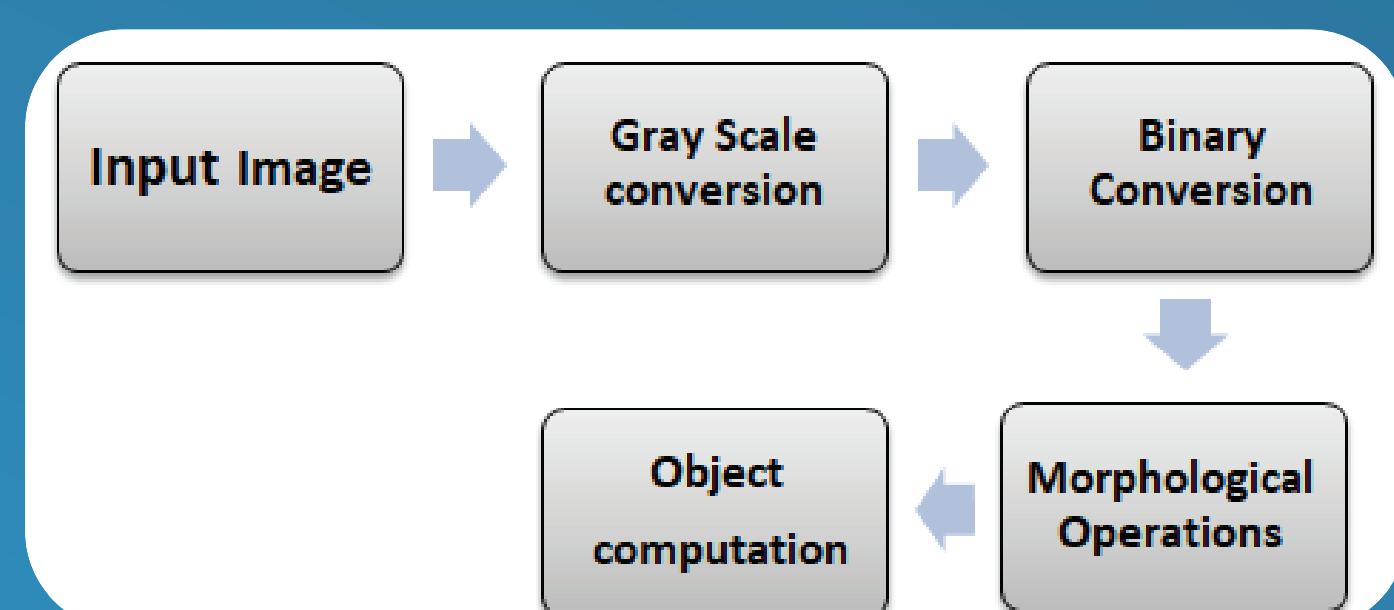 Input Image
Gray Scale
conversion
Binary
Conversion
Morphological
Operations
Object
computation